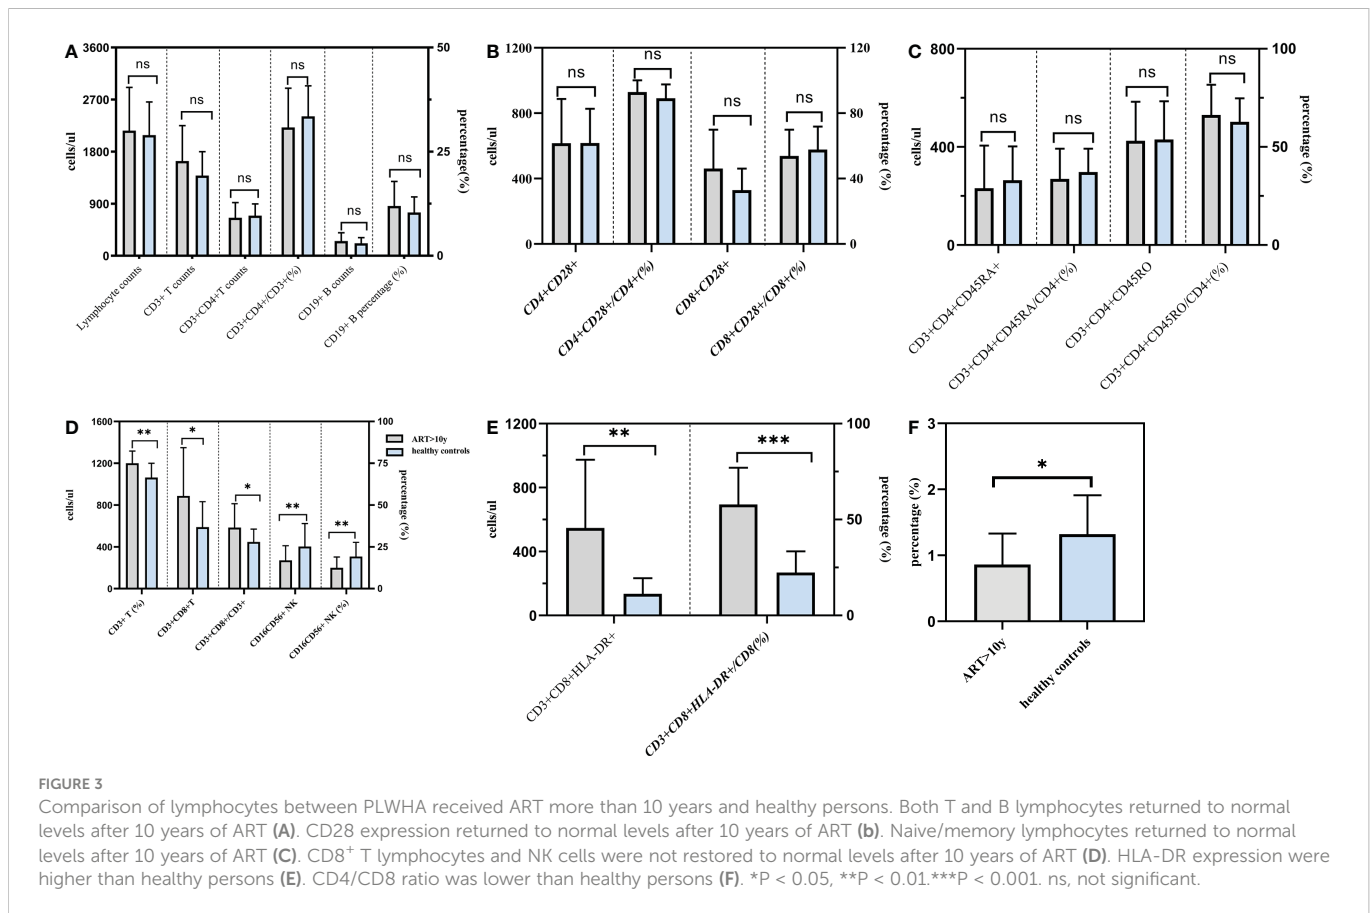 A
3600
2700
1800
900
0
cells/ul
ns
ns
ns
ns
ns
ns
50
25
0
percentage(%)
Lymphocyte counts
CD3+ T counts
CD3+CD4+T counts
CD3+CD4+/CD3+(%)
CD19+ B counts
CD19+ B percentage (%)
B
1200
800
400
0
cells/ul
ns
ns
ns
ns
120
80
40
0
percentage (%)
CD4+CD28+
CD4+CD28+/CD4+(%)
CD8+CD28+
CD8+CD28+/CD8+(%)
C
800
400
0
cells/ul
ns
ns
ns
ns
100
50
0
percentage (%)
CD3+CD4+CD45RA+
CD3+CD4+CD45RA/CD4+(%)
CD3+CD4+CD45RO
CD3+CD4+CD45RO/CD4+(%)
D
1600
1200
800
400
0
cells/ul
**
*
*
**
**
100
75
50
25
0
percentage (%)
ART>10y
healthy controls
CD3+ T (%)
CD3+CD8+T
CD3+CD8+/CD3+
CD16CD56+ NK
CD16CD56+ NK (%)
E
1200
800
400
0
cells/ul
**
***
100
50
0
percentage (%)
CD3+CD8+HLA-DR+
CD3+CD8+HLA-DR+/CD8(%)
F
3
2
1
0
percentage (%)
*
ART>10y
healthy controls
FIGURE 3
Comparison of lymphocytes between PLWHA received ART more than 10 years and healthy persons. Both T and B lymphocytes returned to normal
levels after 10 years of ART (A). CD28 expression returned to normal levels after 10 years of ART (b). Naive/memory lymphocytes returned to normal
levels after 10 years of ART (C). CD8+ T lymphocytes and NK cells were not restored to normal levels after 10 years of ART (D). HLA-DR expression were
higher than healthy persons (E). CD4/CD8 ratio was lower than healthy persons (F). *P < 0.05, **P < 0.01.***P < 0.001. ns, not significant.